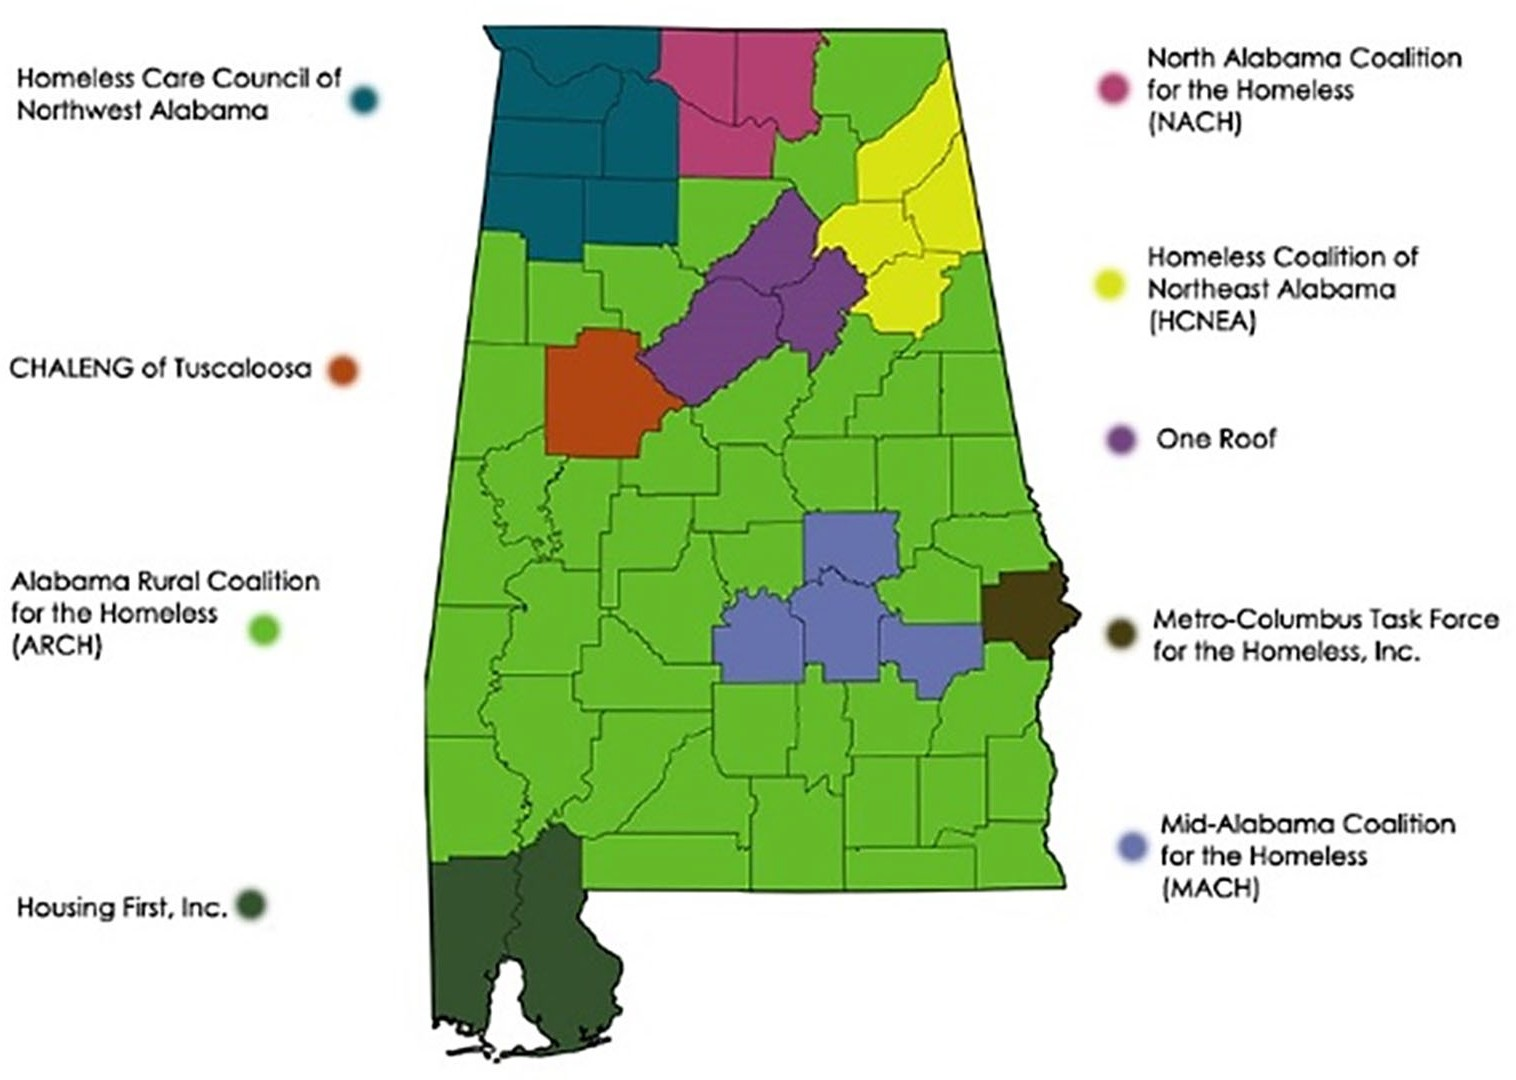 Homeless Care Council of
Northwest Alabama
CHALENG of Tuscaloosa
Alabama Rural Coalition
for the Homeless
(ARCH)
Housing First, Inc.
North Alabama Coalition
for the Homeless
(NACH)
Homeless Coalition of
Northeast Alabama
(HCNEA)
One Roof
Metro-Columbus Task Force
for the Homeless, Inc.
Mid-Alabama Coalition
for the Homeless
(MACH)